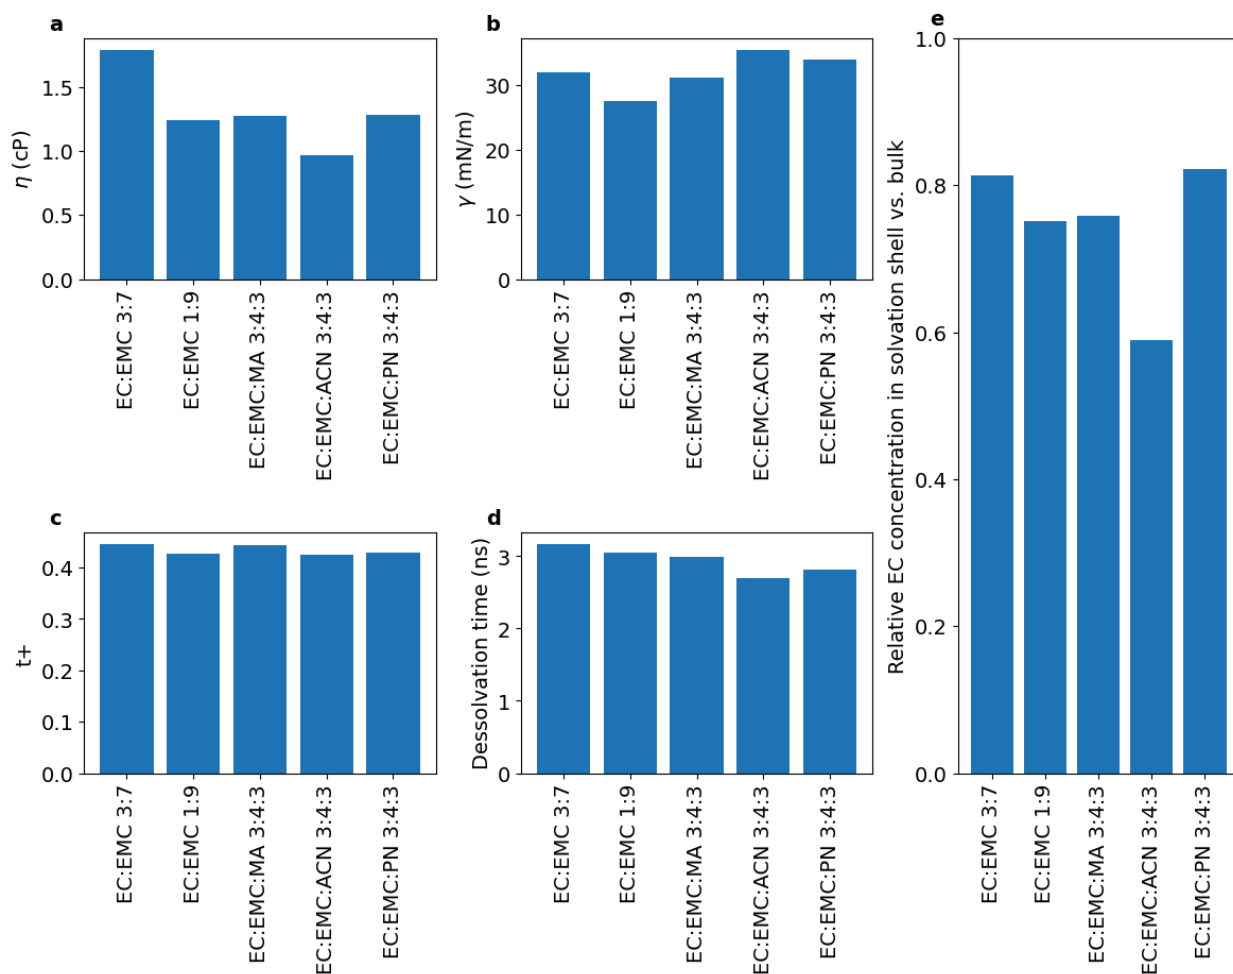 a
η (cP)
1.5
1.0
0.5
0.0
EC:EMC 3:7
EC:EMC 1:9
EC:EMC:MA 3:4:3
EC:EMC:ACN 3:4:3
EC:EMC:PN 3:4:3
b
γ (mN/m)
30
20
10
0
EC:EMC 3:7
EC:EMC 1:9
EC:EMC:MA 3:4:3
EC:EMC:ACN 3:4:3
EC:EMC:PN 3:4:3
c
t+
0.4
0.3
0.2
0.1
0.0
EC:EMC 3:7
EC:EMC 1:9
EC:EMC:MA 3:4:3
EC:EMC:ACN 3:4:3
EC:EMC:PN 3:4:3
d
Dessolvation time (ns)
3
2
1
0
EC:EMC 3:7
EC:EMC 1:9
EC:EMC:MA 3:4:3
EC:EMC:ACN 3:4:3
EC:EMC:PN 3:4:3
e
Relative EC concentration in solvation shell vs. bulk
1.0
0.8
0.6
0.4
0.2
0.0
EC:EMC 3:7
EC:EMC 1:9
EC:EMC:MA 3:4:3
EC:EMC:ACN 3:4:3
EC:EMC:PN 3:4:3